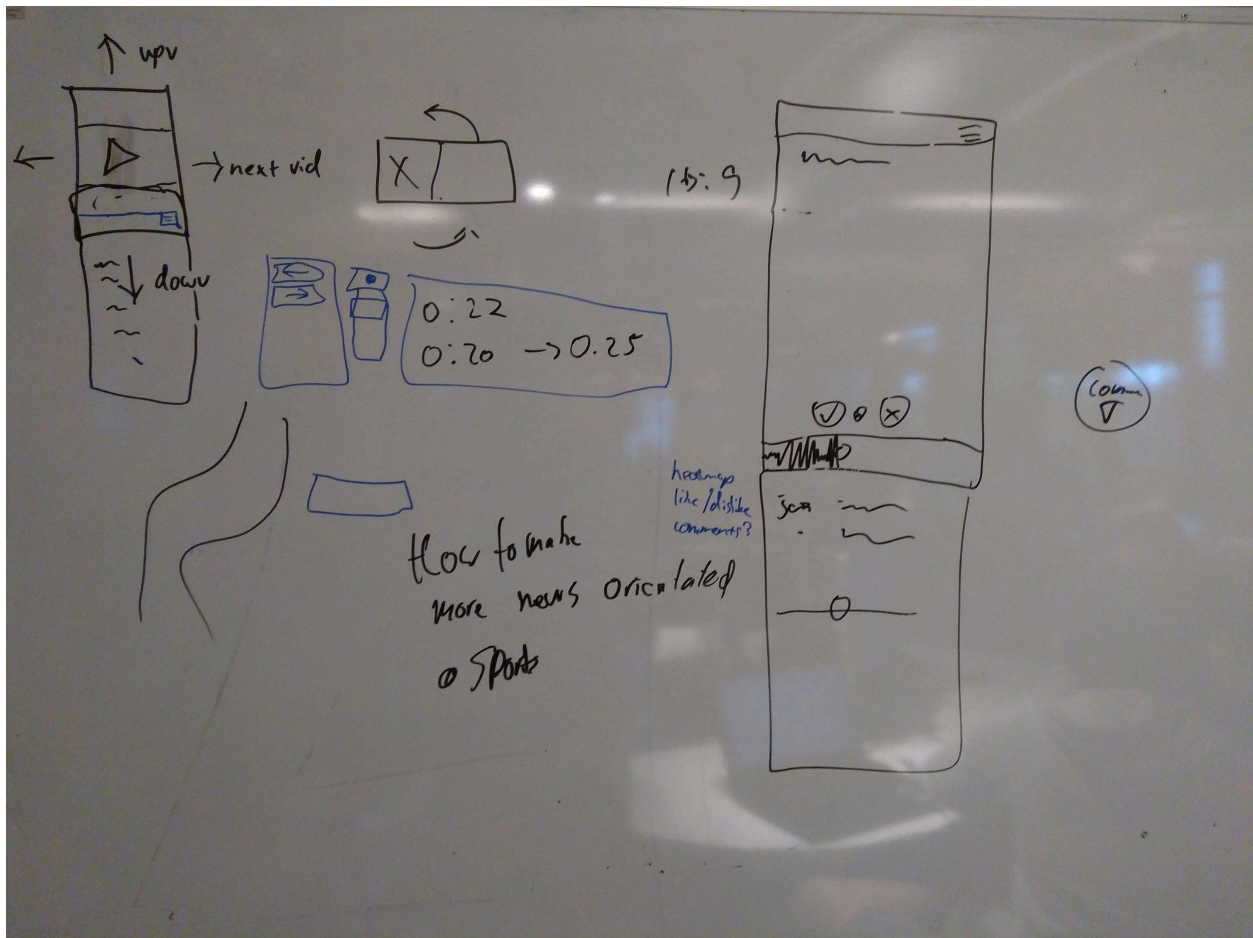 upv
next vid
down
X
16:9
0:22
0:20 → 0.25
heatmap
like/dislike
comments?
How to make
more news orientated
Sports